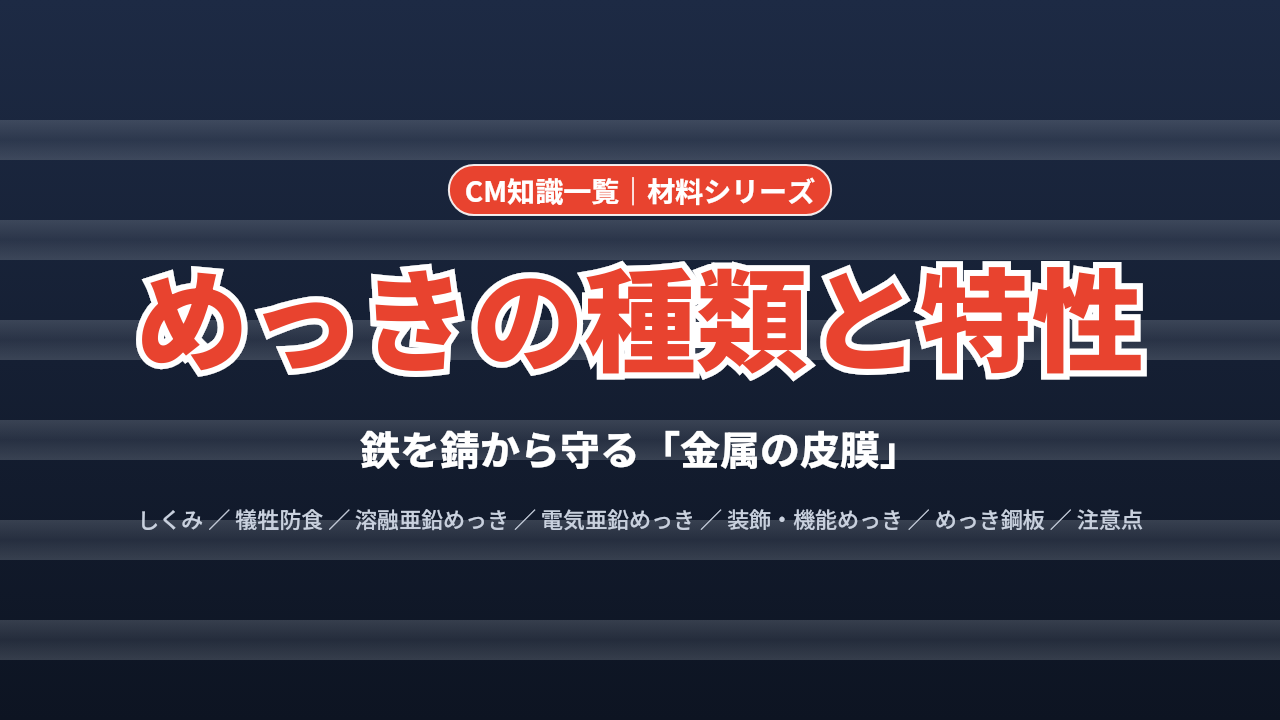 CM知識一覧｜材料シリーズ
めっきの種類と特性
鉄を錆から守る「金属の皮膜」
しくみ ／ 犠牲防食 ／ 溶融亜鉛めっき ／ 電気亜鉛めっき ／ 装飾・機能めっき ／ めっき鋼板 ／ 注意点